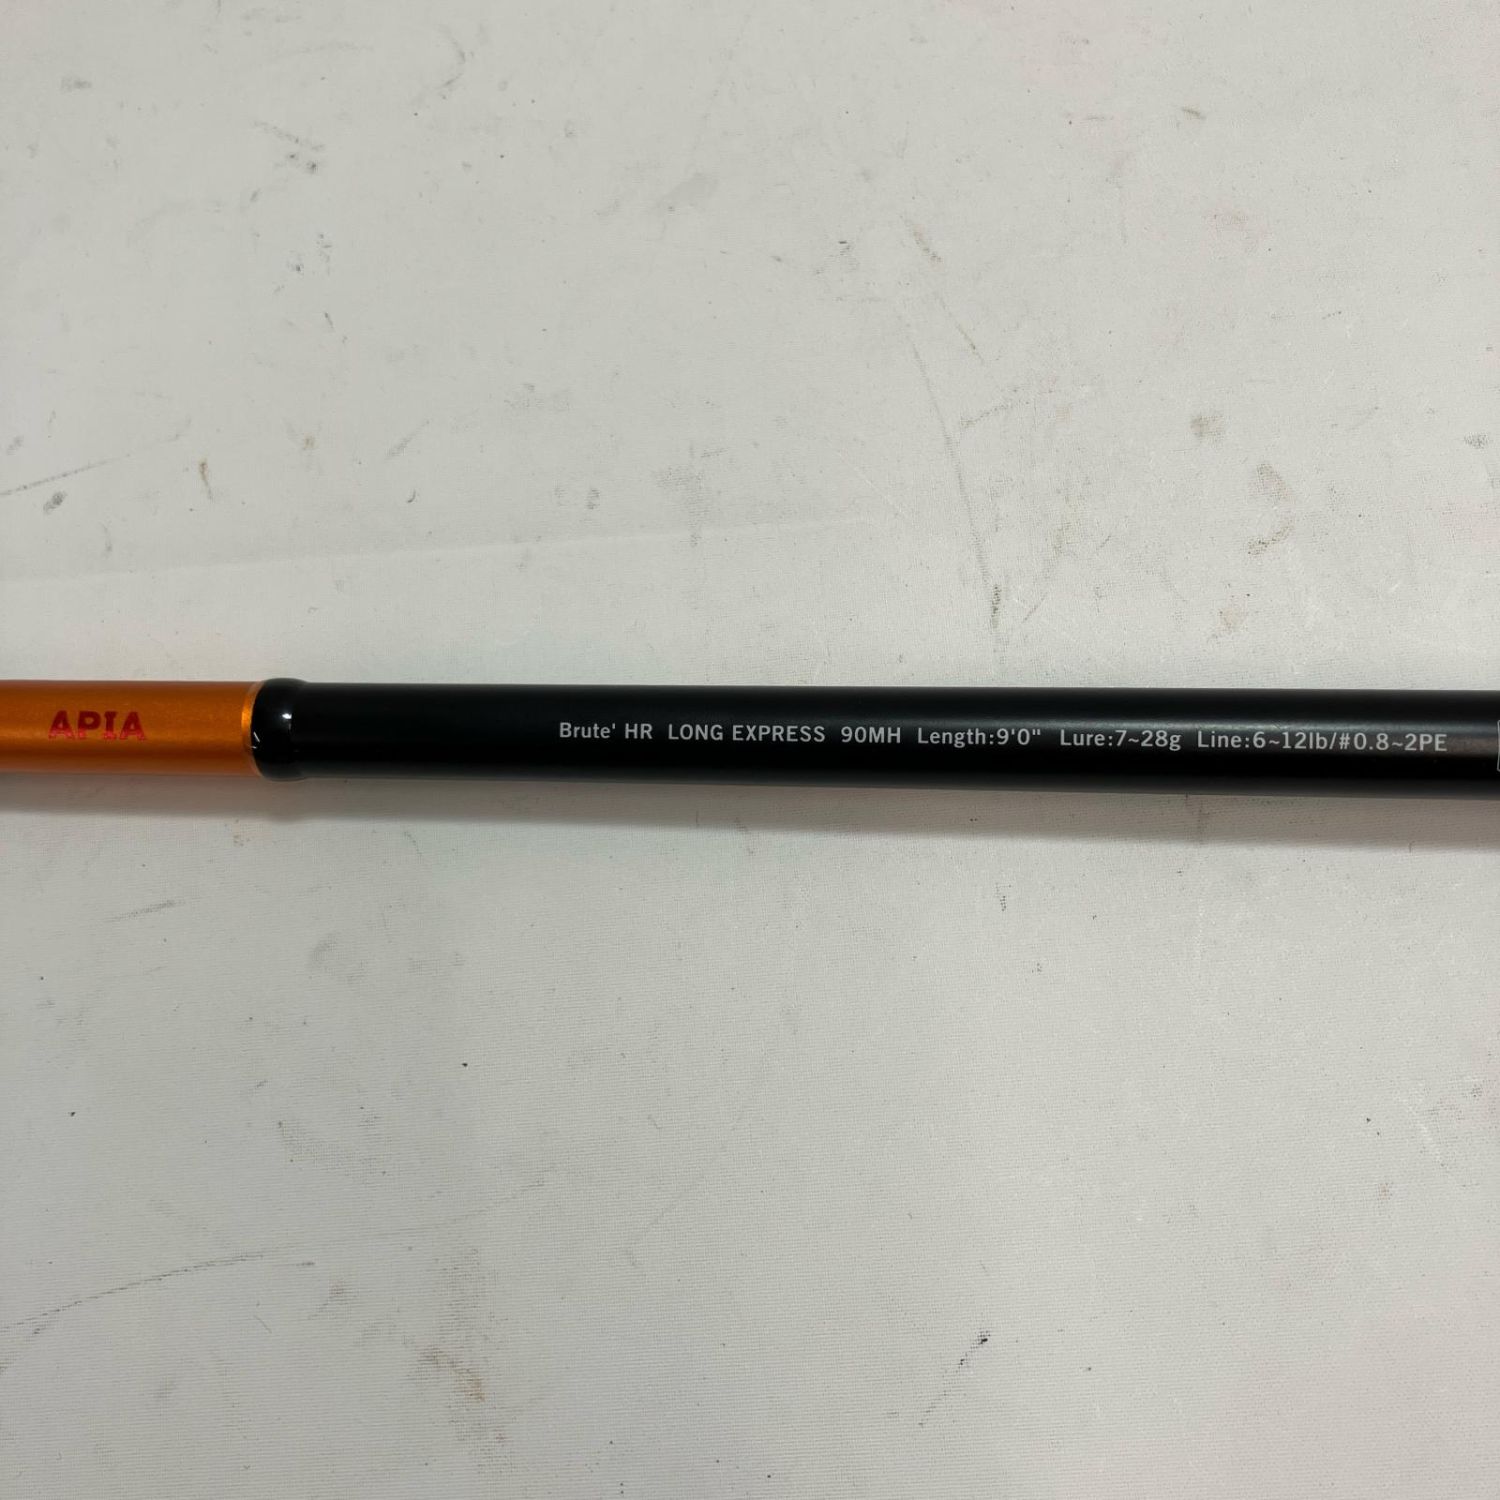 APIA
Brute' HR LONG EXPRESS 90MH Length:9'0" Lure:7~28g Line:6~12lb/#0.8~2PE